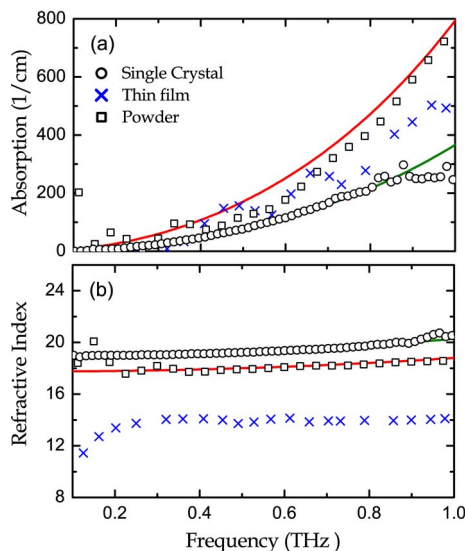 800
(a)
600
Single Crystal
Thin film
400
Powder
200
0
Absorption (1/cm)
24
(b)
20
16
12
8
Refractive Index
0.2 0.4 0.6 0.8 1.0
Frequency (THz )